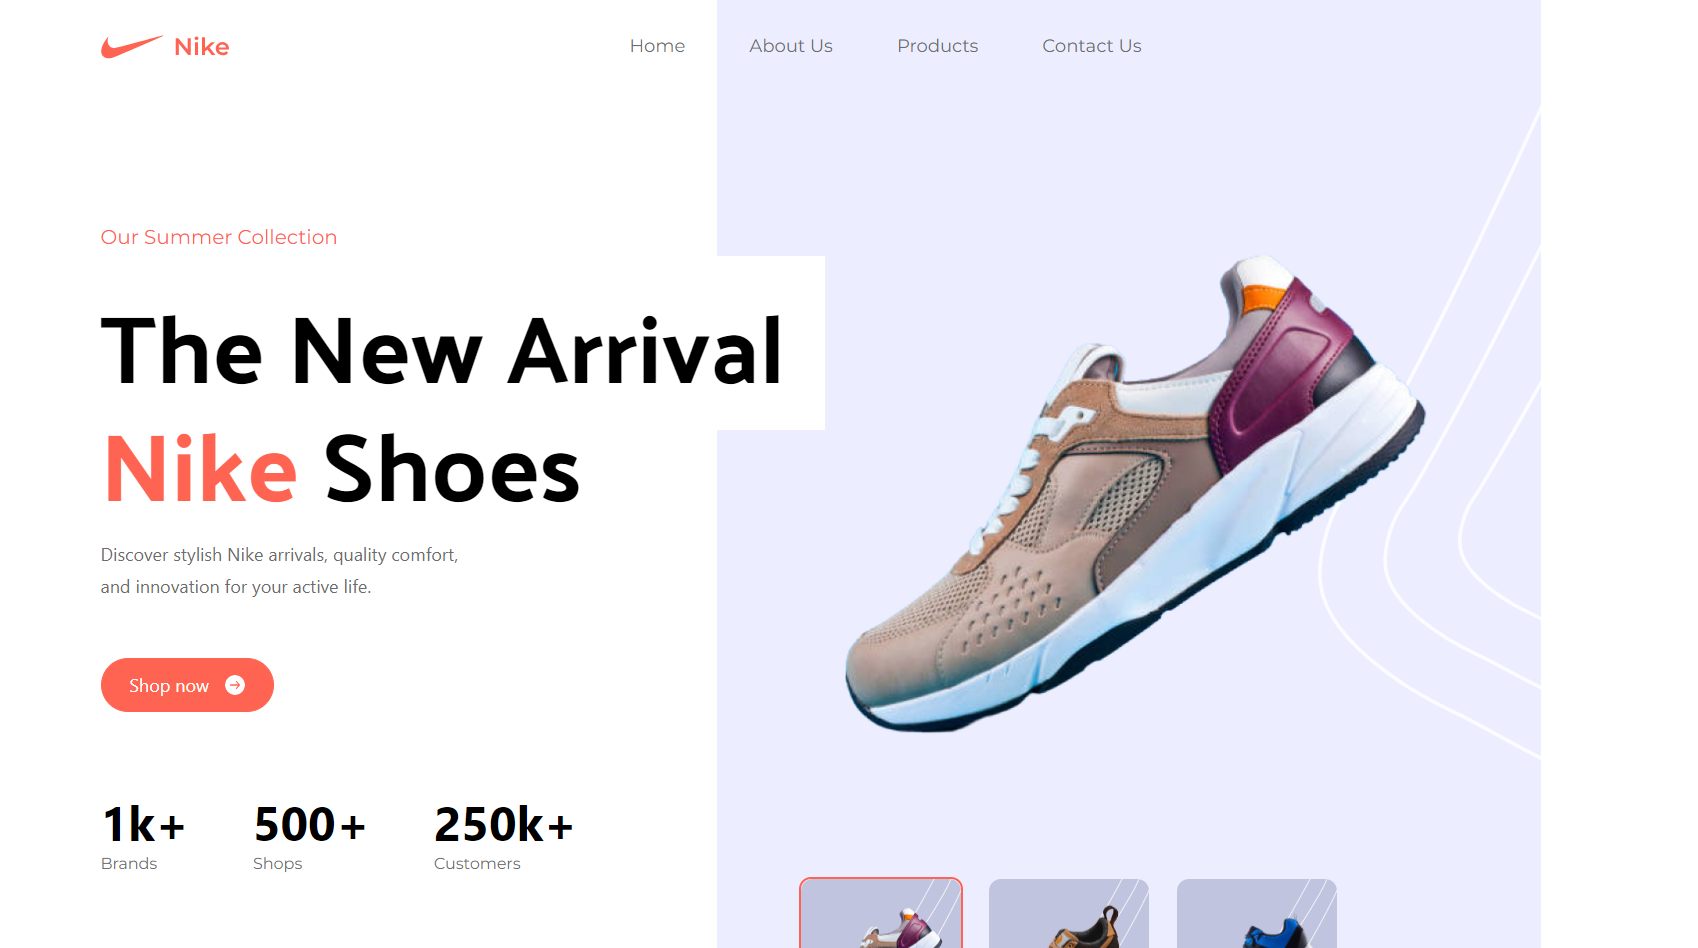 Nike
Home About Us Products Contact Us
Our Summer Collection
The New Arrival
Nike Shoes
Discover stylish Nike arrivals, quality comfort,
and innovation for your active life.
Shop now
1k+ 500+ 250k+
Brands Shops Customers